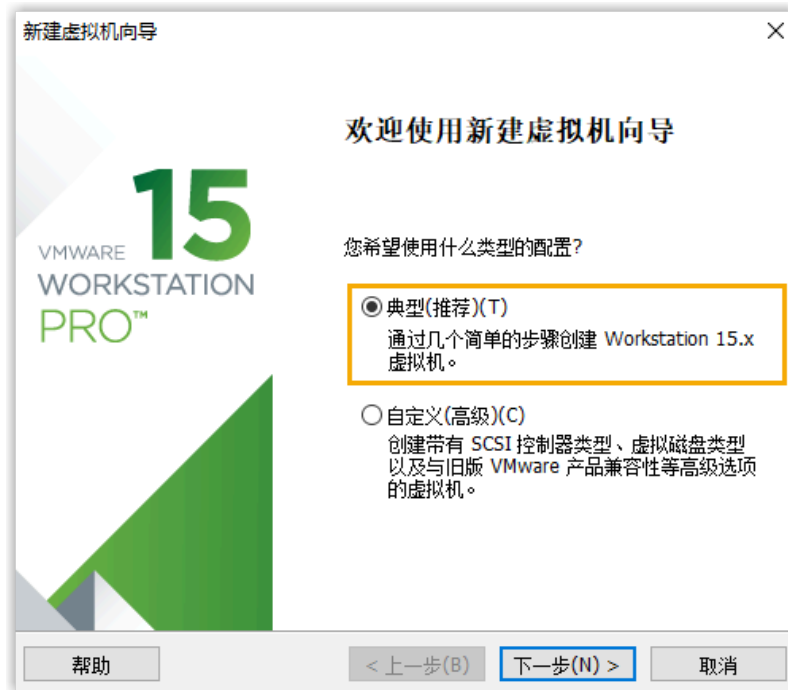 新建虚拟机向导
欢迎使用新建虚拟机向导
15
VMWARE
WORKSTATION
PRO™
您希望使用什么类型的配置?
典型(推荐)(T)
通过几个简单的步骤创建 Workstation 15.x
虚拟机。
自定义(高级)(C)
创建带有 SCSI 控制器类型、虚拟磁盘类型
以及与旧版 VMware 产品兼容性等高级选项
的虚拟机。
帮助
< 上一步(B)
下一步(N) >
取消